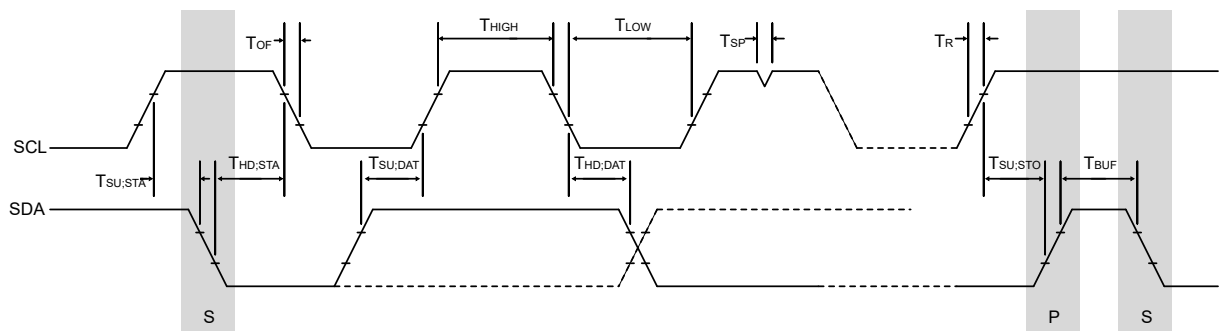 THIGH
TLOW
TOF
TSP
TR
SCL
THD;STA
TSU;DAT
THD;DAT
TSU;STO
TBUF
TSU;STA
SDA
S
P
S